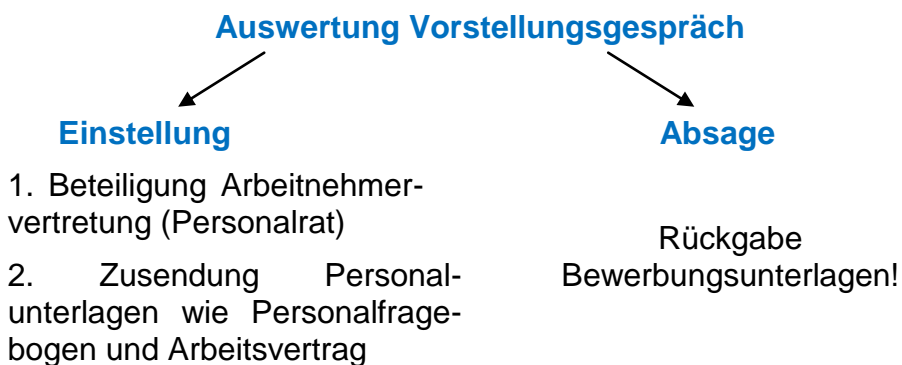 Auswertung Vorstellungsgespräch
Einstellung
1. Beteiligung Arbeitnehmer-
vertretung (Personalrat)
2. Zusendung Personal-
unterlagen wie Personalfrage-
bogen und Arbeitsvertrag
Absage
Rückgabe
Bewerbungsunterlagen!